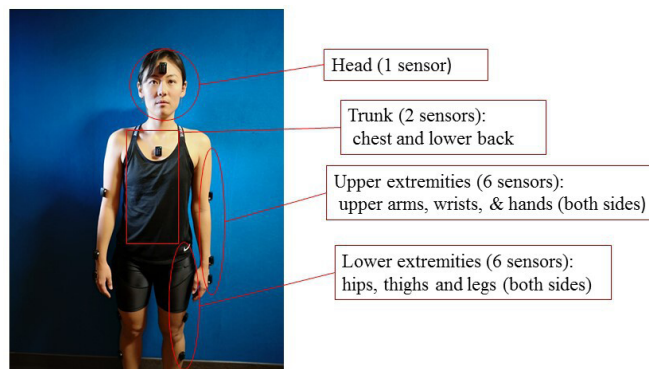 Head (1 sensor)
Trunk (2 sensors):
chest and lower back
Upper extremities (6 sensors):
upper arms, wrists, & hands (both sides)
Lower extremities (6 sensors):
hips, thighs and legs (both sides)